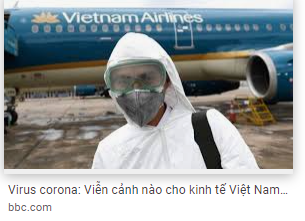 Vietnam Airlines
Virus corona: Viễn cảnh nào cho kinh tế Việt Nam...
bbc.com